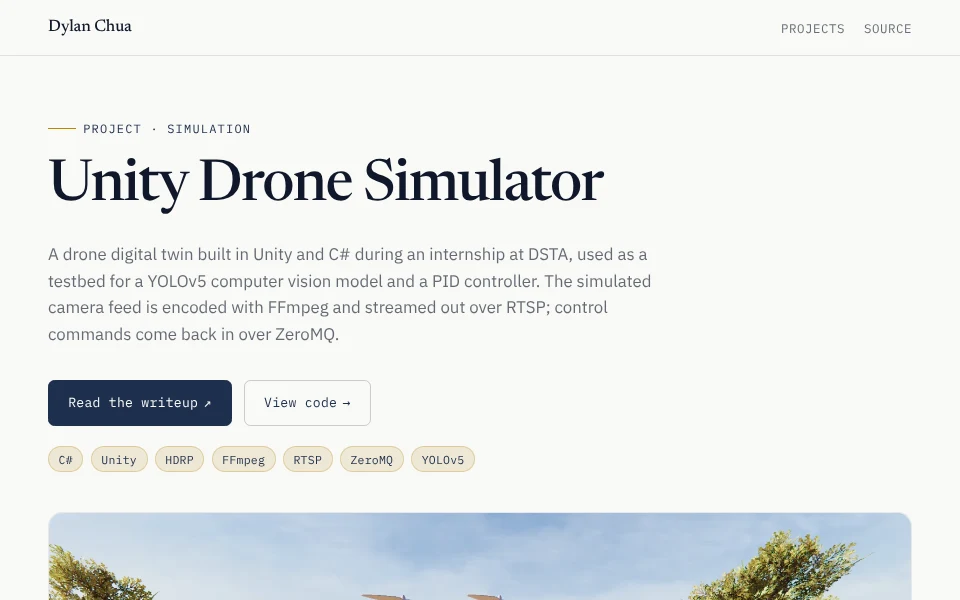 Dylan Chua
PROJECTS SOURCE
PROJECT · SIMULATION
Unity Drone Simulator
A drone digital twin built in Unity and C# during an internship at DSTA, used as a
testbed for a YOLOv5 computer vision model and a PID controller. The simulated
camera feed is encoded with FFmpeg and streamed out over RTSP; control
commands come back in over ZeroMQ.
Read the writeup ↗ View code →
C# Unity HDRP FFmpeg RTSP ZeroMQ YOLOv5